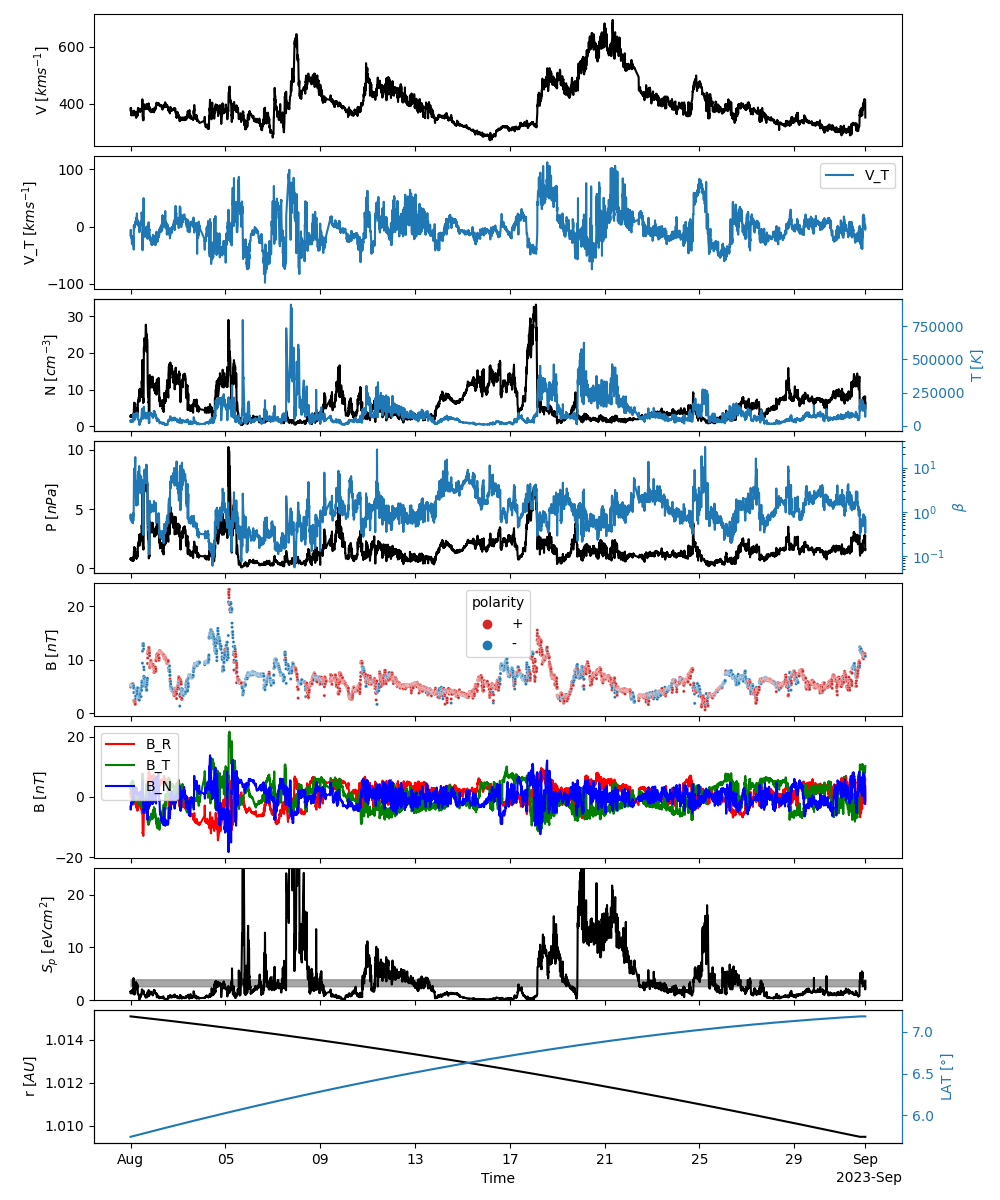 600
400
V [kms⁻¹]
100
0
−100
V_T [kms⁻¹]
V_T
30
20
10
0
N [cm⁻³]
750000
500000
250000
0
T [K]
10
5
0
P [nPa]
10¹
10⁰
10⁻¹
β
20
10
0
B [nT]
polarity
+
-
20
0
−20
B [nT]
B_R
B_T
B_N
20
10
0
Sₚ [eVcm²]
1.014
1.012
1.010
r [AU]
7.0
6.5
6.0
LAT [°]
Aug 05 09 13 17 21 25 29 Sep
Time
2023-Sep